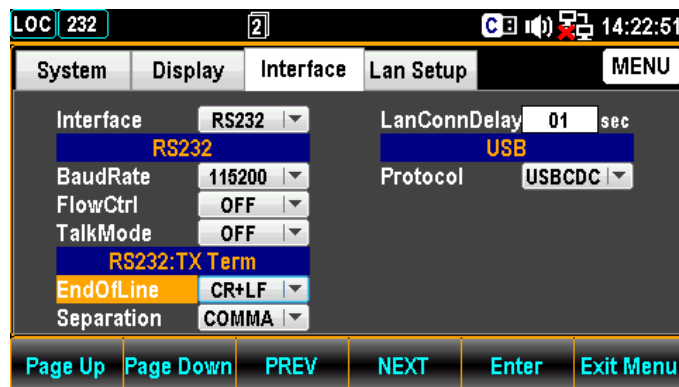 LOC 232 2 C 14:22:51
System Display Interface Lan Setup MENU
Interface RS232 LanConnDelay 01 sec
RS232 USB
BaudRate 115200 Protocol USBCDC
FlowCtrl OFF
TalkMode OFF
RS232:TX Term
EndOfLine CR+LF
Separation COMMA
Page Up Page Down PREV NEXT Enter Exit Menu